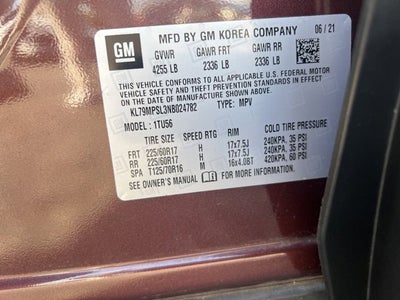 GM
MFD BY GM KOREA COMPANY 06/21
GVWR GAWR FRT GAWR RR
4255 LB 2336 LB 2336 LB
THIS VEHICLE CONFORMS TO ALL APPLICABLE U.S. FEDERAL MOTOR
VEHICLE SAFETY AND THEFT PREVENTION STANDARDS IN EFFECT
ON THE DATE OF MANUFACTURE SHOWN ABOVE.
KL79MPSL3NB024782 TYPE: MPV
MODEL: 1TU56
TIRE SIZE SPEED RTG RIM COLD TIRE PRESSURE
FRT 225/60R17 H 17x7.5J 240KPA, 35 PSI
RR 225/60R17 H 17x7.5J 240KPA, 35 PSI
SPA T125/70R16 M 16x4.0BT 420KPA, 60 PSI
SEE OWNER'S MANUAL FOR MORE INFORMATION